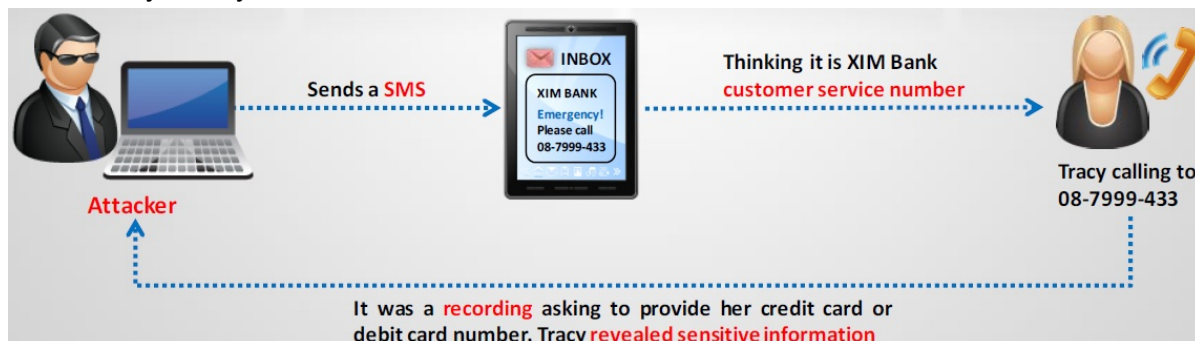 Sends a SMS
INBOX
XIM BANK
Emergency!
Please call
08-7999-433
Thinking it is XIM Bank
customer service number
Attacker
Tracy calling to
08-7999-433
It was a recording asking to provide her credit card or
debit card number. Tracy revealed sensitive information